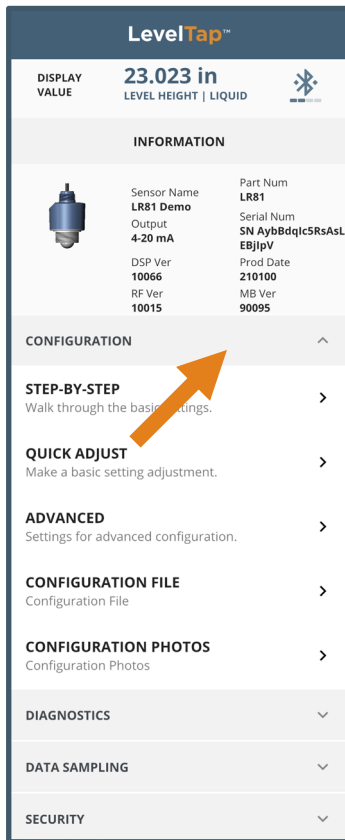 LevelTap™
DISPLAY VALUE
23.023 in
LEVEL HEIGHT | LIQUID
INFORMATION
Sensor Name
LR81 Demo
Output
4-20 mA
DSP Ver
10066
RF Ver
10015
Part Num
LR81
Serial Num
SN AybBdqIc5RsAsL
EBjIpV
Prod Date
210100
MB Ver
90095
CONFIGURATION
STEP-BY-STEP
Walk through the basic settings.
QUICK ADJUST
Make a basic setting adjustment.
ADVANCED
Settings for advanced configuration.
CONFIGURATION FILE
Configuration File
CONFIGURATION PHOTOS
Configuration Photos
DIAGNOSTICS
DATA SAMPLING
SECURITY